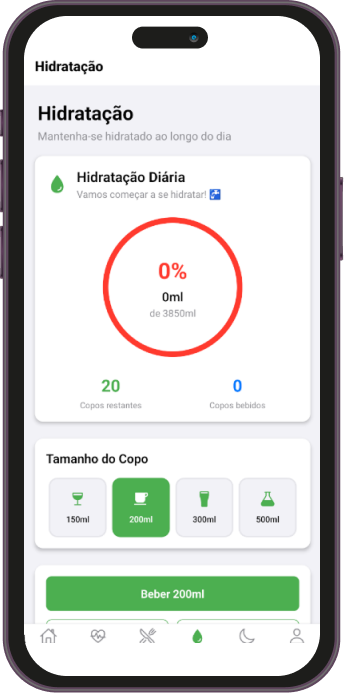 Hidratação
Hidratação
Mantenha-se hidratado ao longo do dia
Hidratação Diária
Vamos começar a se hidratar! 🚰
0%
0ml
de 3850ml
20 0
Copos restantes Copos bebidos
Tamanho do Copo
150ml 200ml 300ml 500ml
Beber 200ml